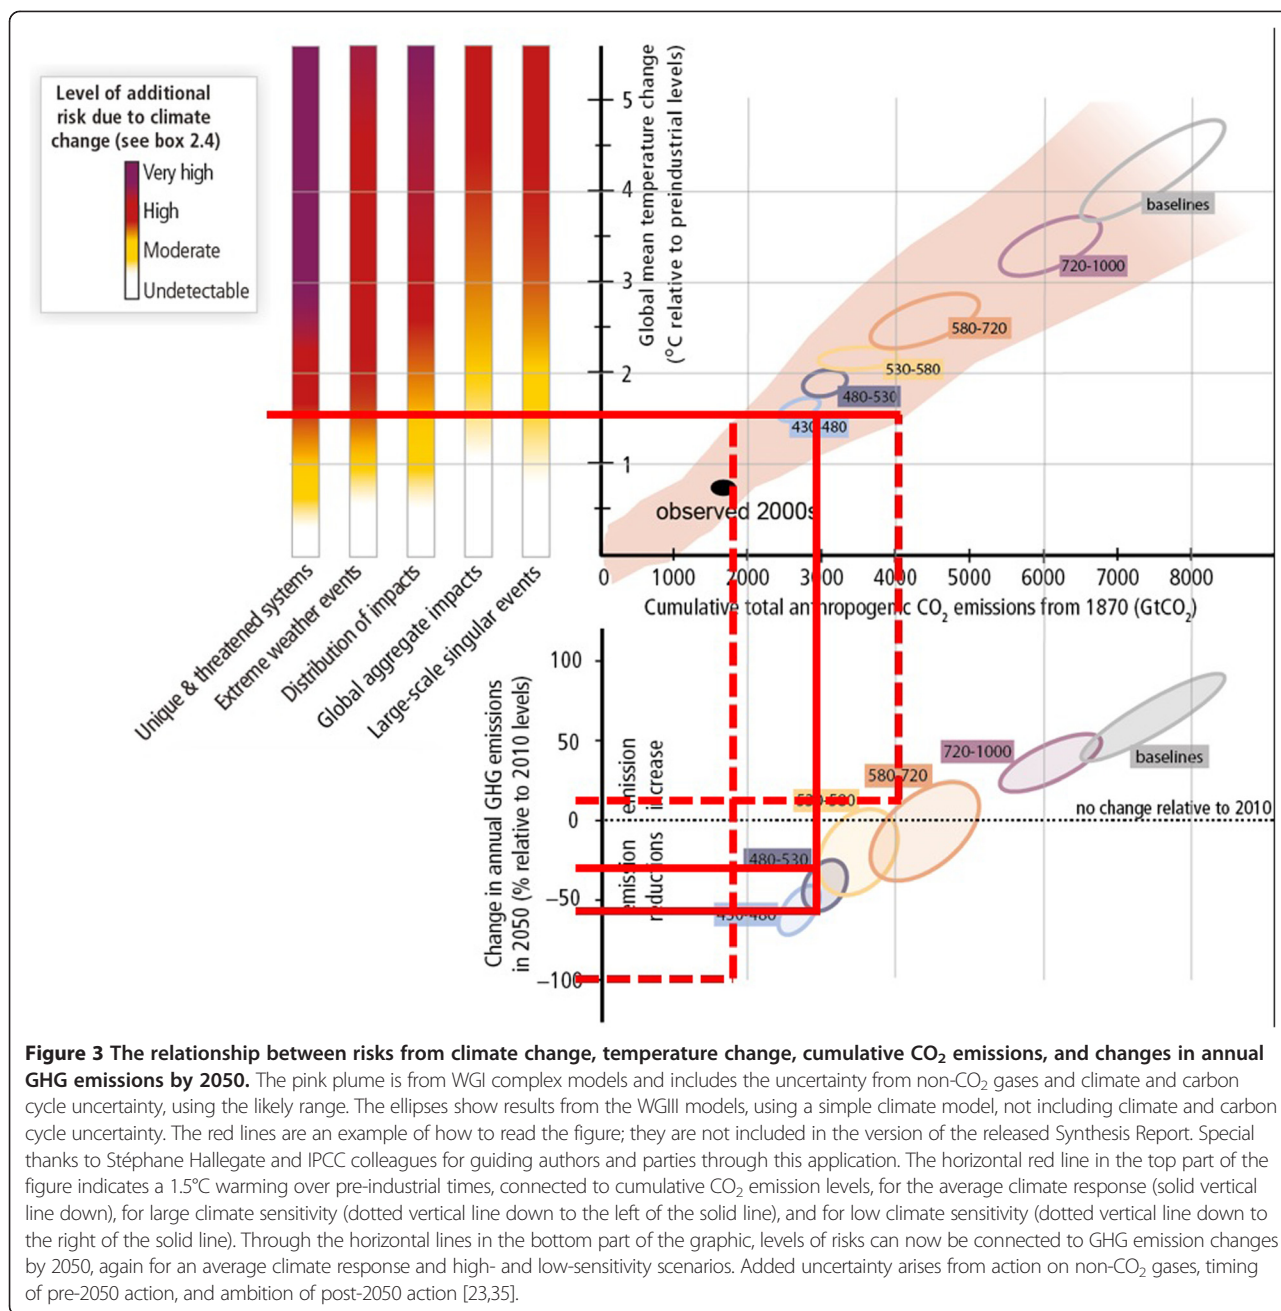 Level of additional
risk due to climate
change (see box 2.4)
Very high
High
Moderate
Undetectable
Unique & threatened systems
Extreme weather events
Distribution of impacts
Global aggregate impacts
Large-scale singular events
Global mean temperature change
(°C relative to preindustrial levels)
5
4
3
2
1
baselines
720-1000
580-720
530-580
480-530
430-480
observed 2000s
0 1000 2000 3000 4000 5000 6000 7000 8000
Cumulative total anthropogenic CO₂ emissions from 1870 (GtCO₂)
Change in annual GHG emissions
in 2050 (% relative to 2010 levels)
100
50
0
−50
−100
emission
increase
emission
reductions
720-1000
baselines
580-720
530-580
no change relative to 2010
480-530
430-480
Figure 3 The relationship between risks from climate change, temperature change, cumulative CO₂ emissions, and changes in annual
GHG emissions by 2050. The pink plume is from WGI complex models and includes the uncertainty from non-CO₂ gases and climate and carbon
cycle uncertainty, using the likely range. The ellipses show results from the WGIII models, using a simple climate model, not including climate and carbon
cycle uncertainty. The red lines are an example of how to read the figure; they are not included in the version of the released Synthesis Report. Special
thanks to Stéphane Hallegate and IPCC colleagues for guiding authors and parties through this application. The horizontal red line in the top part of the
figure indicates a 1.5°C warming over pre-industrial times, connected to cumulative CO₂ emission levels, for the average climate response (solid vertical
line down), for large climate sensitivity (dotted vertical line down to the left of the solid line), and for low climate sensitivity (dotted vertical line down to
the right of the solid line). Through the horizontal lines in the bottom part of the graphic, levels of risks can now be connected to GHG emission changes
by 2050, again for an average climate response and high- and low-sensitivity scenarios. Added uncertainty arises from action on non-CO₂ gases, timing
of pre-2050 action, and ambition of post-2050 action [23,35].